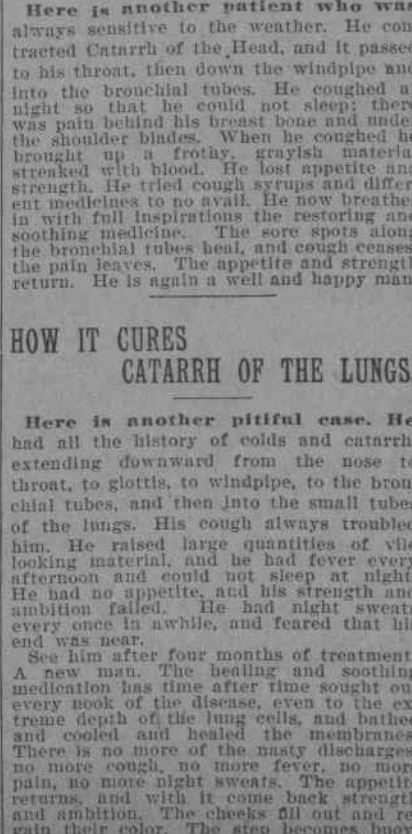 Here is another patient who was
always sensitive to the weather. He con
tracted Catarrh of the Head, and it passed
to his throat, then down the windpipe and
into the bronchial tubes. He coughed at
night so that he could not sleep; there
was pain behind his breast bone and under
the shoulder blades. When he coughed he
brought up a frothy, grayish material
streaked with blood. He lost appetite and
strength. He tried cough syrups and differ
ent medicines to no avail. He now breathes
in with full inspirations the restoring and
soothing medicine. The sore spots along
the bronchial tubes heal, and cough ceases,
the pain leaves. The appetite and strength
return. He is again a well and happy man
HOW IT CURES
CATARRH OF THE LUNGS
Here is another pitiful case. He
had all the history of colds and catarrh
extending downward from the nose to
throat, to glottis, to windpipe, to the bron
chial tubes, and then into the small tubes
of the lungs. His cough always troubled
him. He raised large quantities of vile
looking material, and he had fever every
afternoon and could not sleep at night.
He had no appetite, and his strength and
ambition failed. He had night sweats
every once in awhile, and feared that his
end was near.
See him after four months of treatment.
A new man. The healing and soothing
medication has time after time sought out
every nook of the disease, even to the ex
treme depth of the lung cells, and bathed
and cooled and healed the membranes.
There is no more of the nasty discharges,
no more cough, no more fever, no more
pain, no more night sweats. The appetite
returns, and with it come back strength
and ambition. The cheeks fill out and re
gain their color. The step becomes